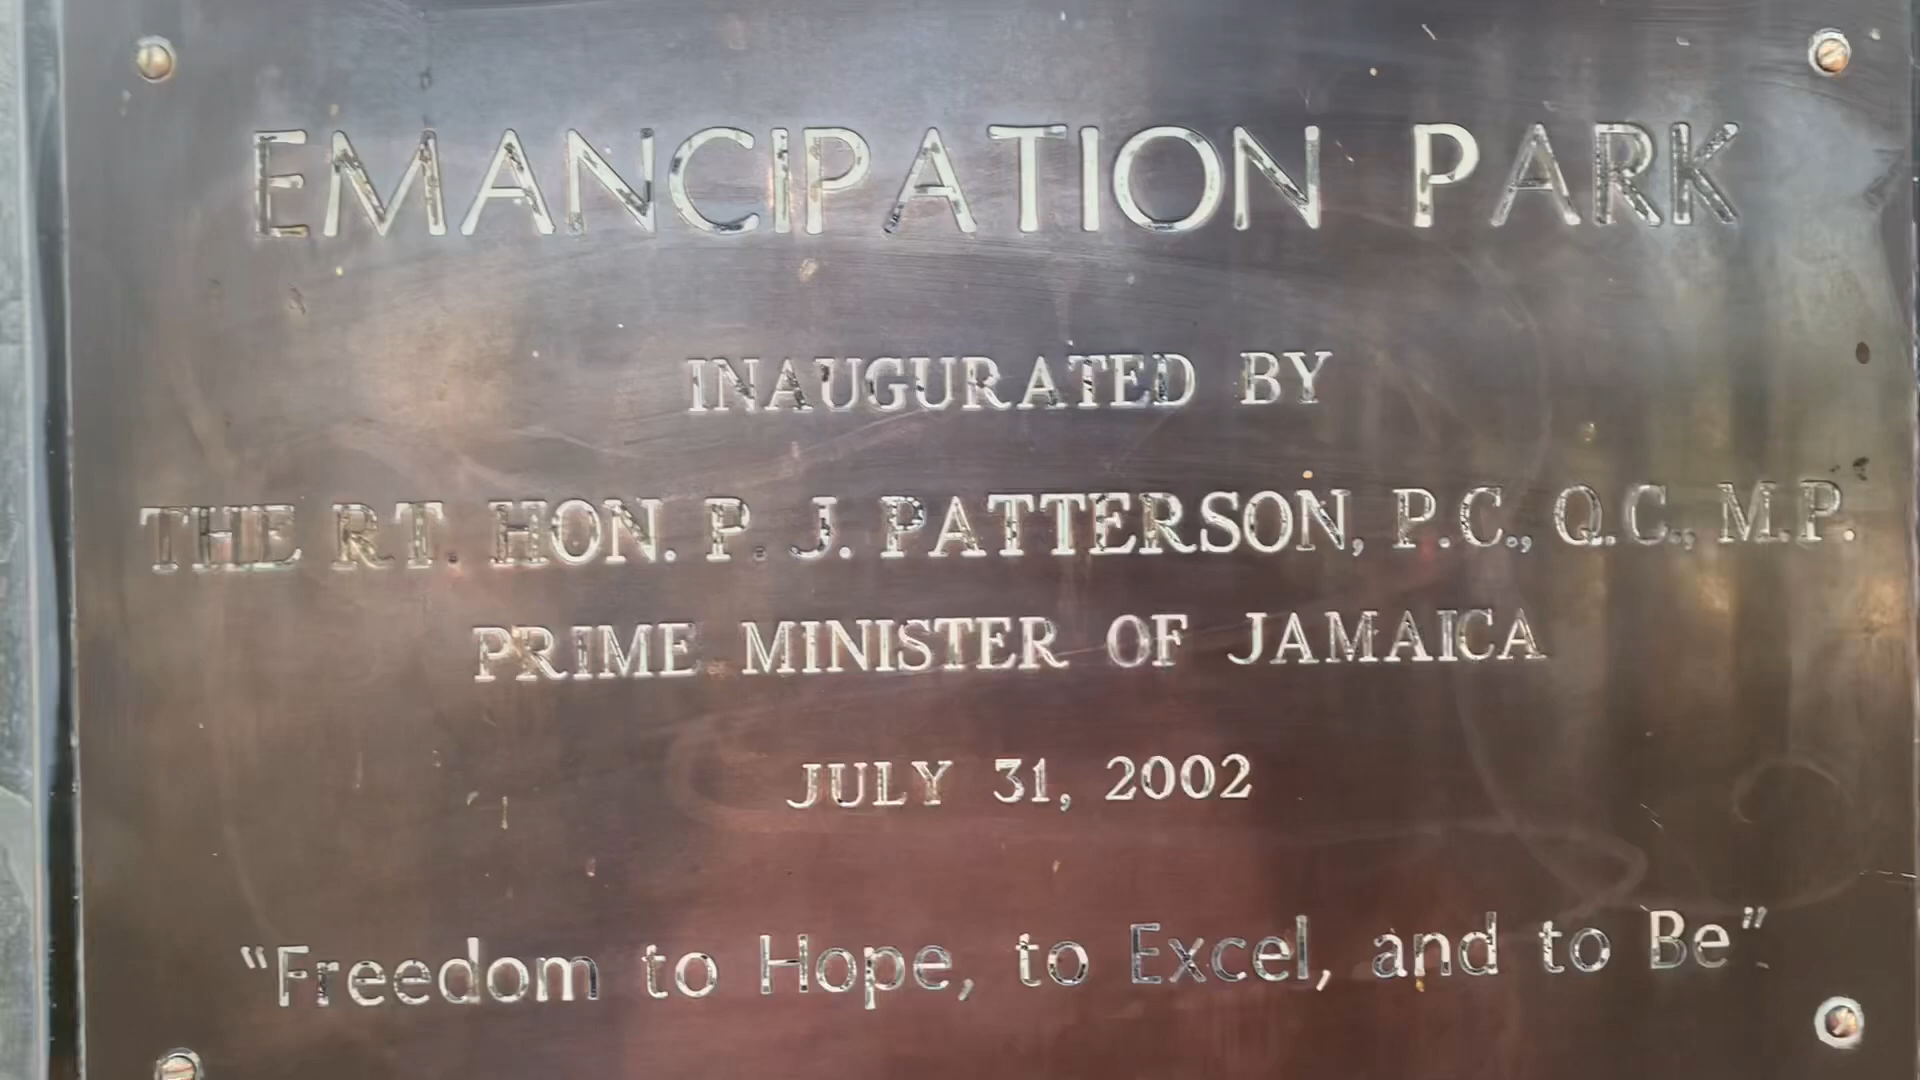 EMANCIPATION PARK
INAUGURATED BY
THE RT. HON. P. J. PATTERSON, P.C., Q.C., M.P.
PRIME MINISTER OF JAMAICA
JULY 31, 2002
“Freedom to Hope, to Excel, and to Be”